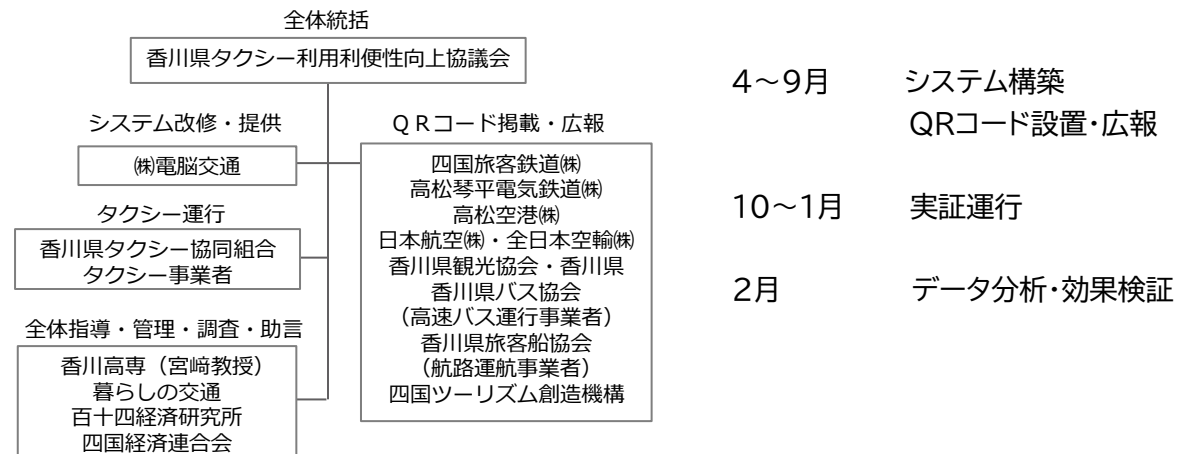 全体統括
香川県タクシー利用利便性向上協議会
システム改修・提供
㈱電脳交通
タクシー運行
香川県タクシー協同組合
タクシー事業者
全体指導・管理・調査・助言
香川高専（宮﨑教授）
暮らしの交通
百十四経済研究所
四国経済連合会
ＱＲコード掲載・広報
四国旅客鉄道㈱
高松琴平電気鉄道㈱
高松空港㈱
日本航空㈱・全日本空輸㈱
香川県観光協会・香川県
香川県バス協会
（高速バス運行事業者）
香川県旅客船協会
（航路運航事業者）
四国ツーリズム創造機構
4～9月 システム構築
QRコード設置・広報
10～1月 実証運行
2月 データ分析・効果検証